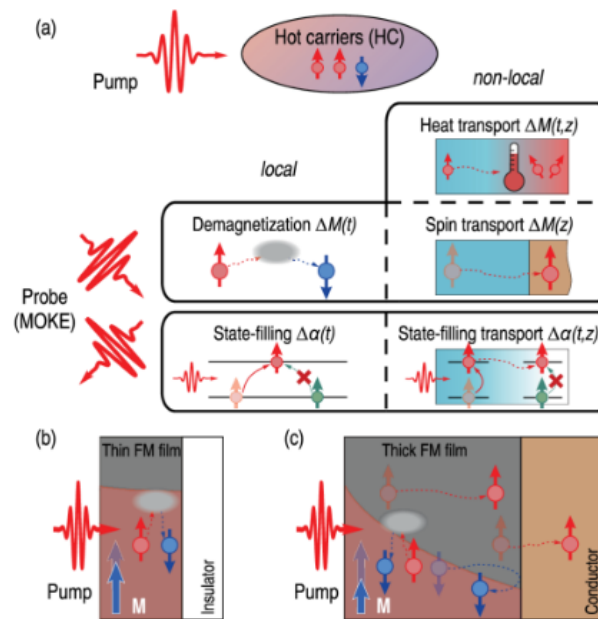 (a)
Hot carriers (HC)
Pump
non-local
Heat transport ΔM(t,z)
local
Demagnetization ΔM(t)
Spin transport ΔM(z)
Probe
(MOKE)
State-filling Δα(t)
State-filling transport Δα(t,z)
(b)
Thin FM film
Insulator
Pump
M
(c)
Thick FM film
Conductor
Pump
M